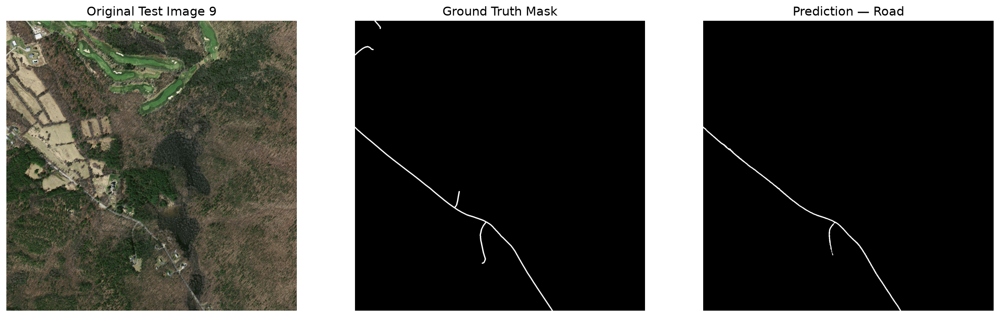 Original Test Image 9
Ground Truth Mask
Prediction — Road